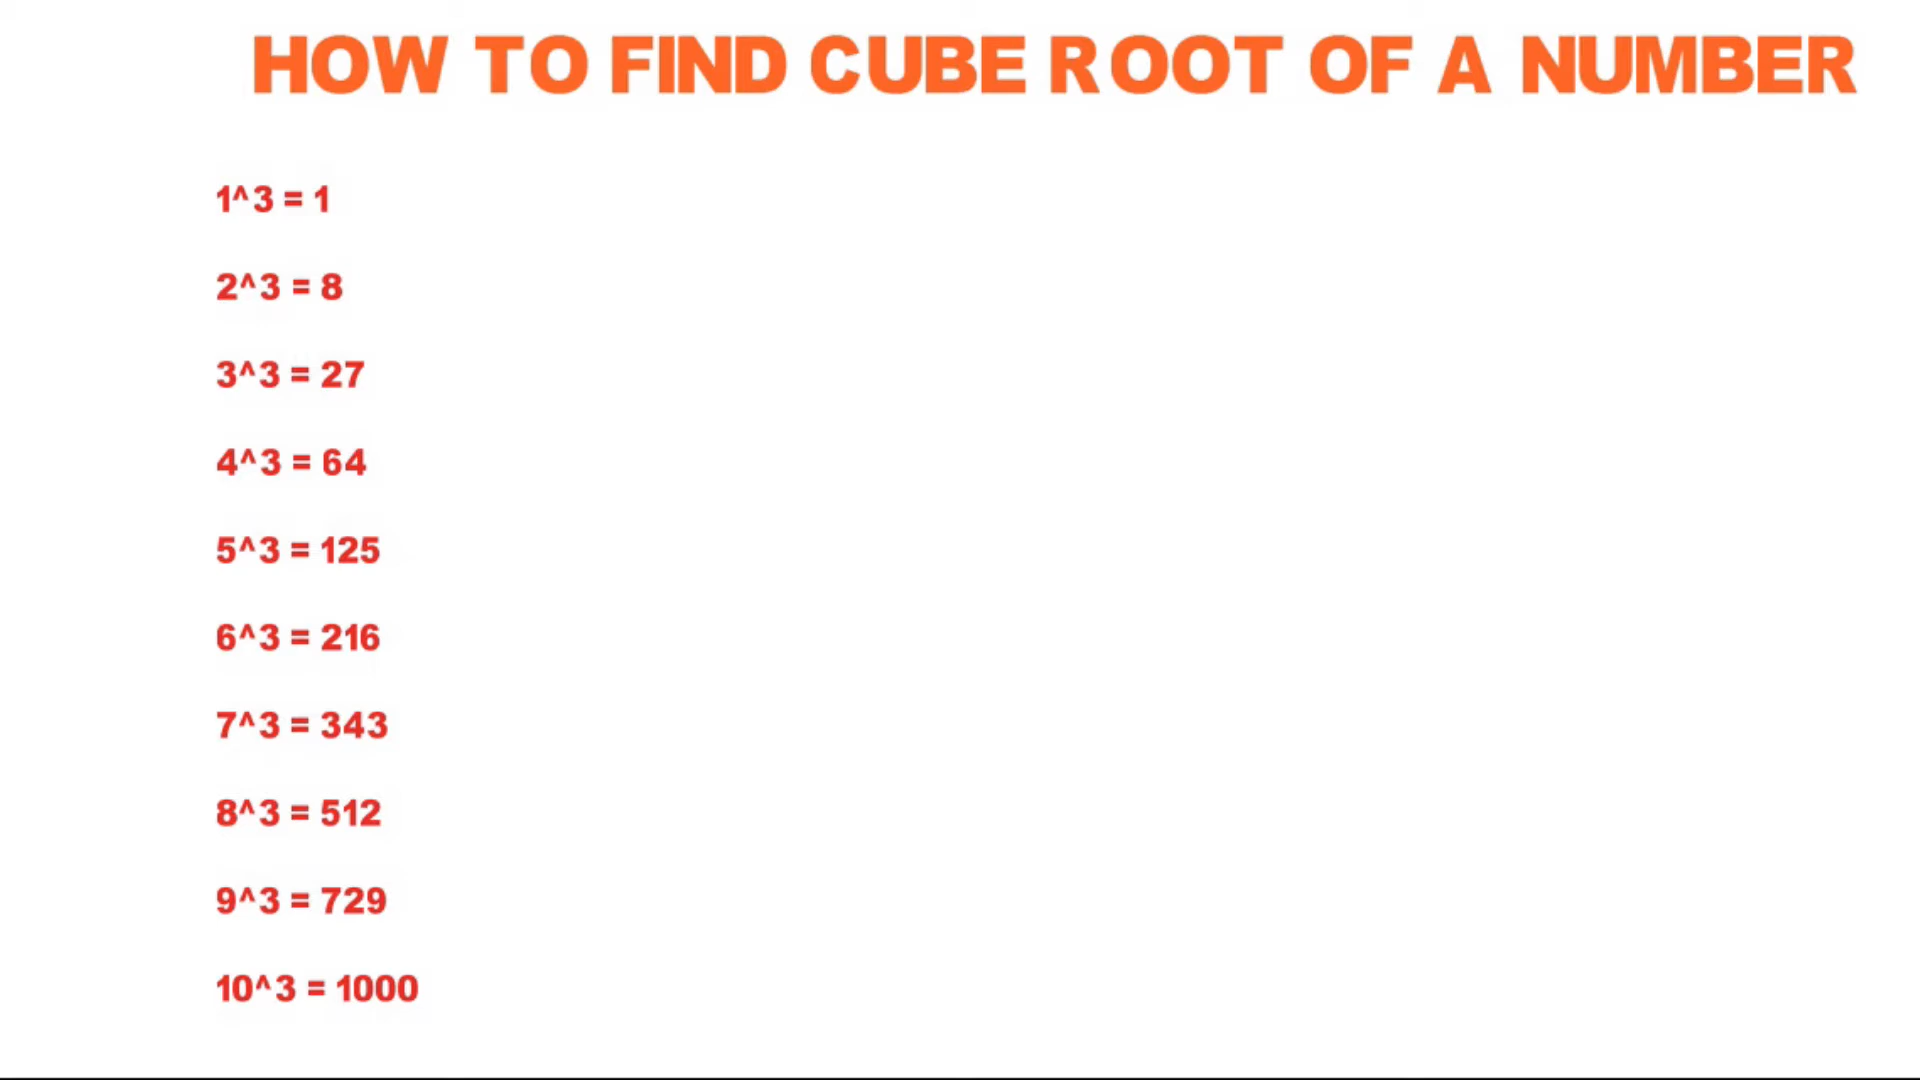 HOW TO FIND CUBE ROOT OF A NUMBER
1^3 = 1
2^3 = 8
3^3 = 27
4^3 = 64
5^3 = 125
6^3 = 216
7^3 = 343
8^3 = 512
9^3 = 729
10^3 = 1000